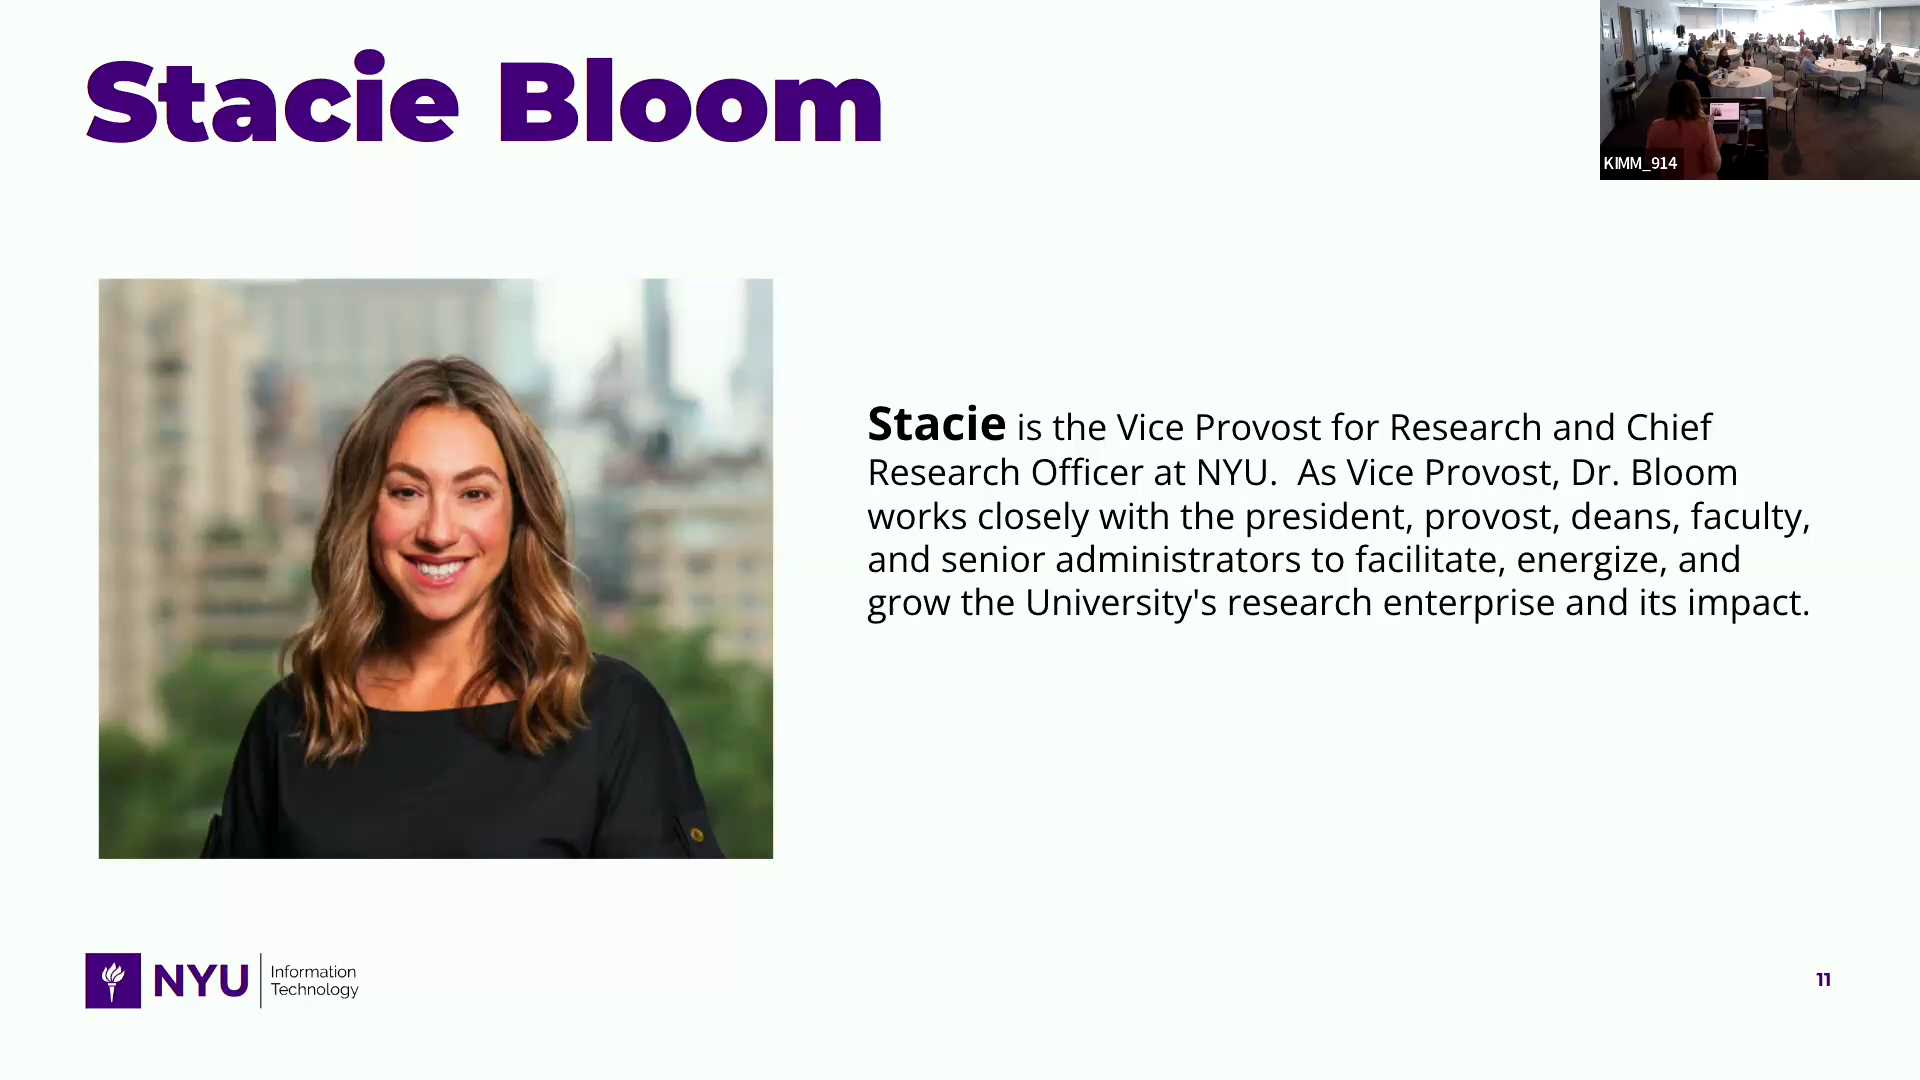 Stacie Bloom
KIMM_914
Stacie is the Vice Provost for Research and Chief
Research Officer at NYU.  As Vice Provost, Dr. Bloom
works closely with the president, provost, deans, faculty,
and senior administrators to facilitate, energize, and
grow the University's research enterprise and its impact.
NYU
Information
Technology
11